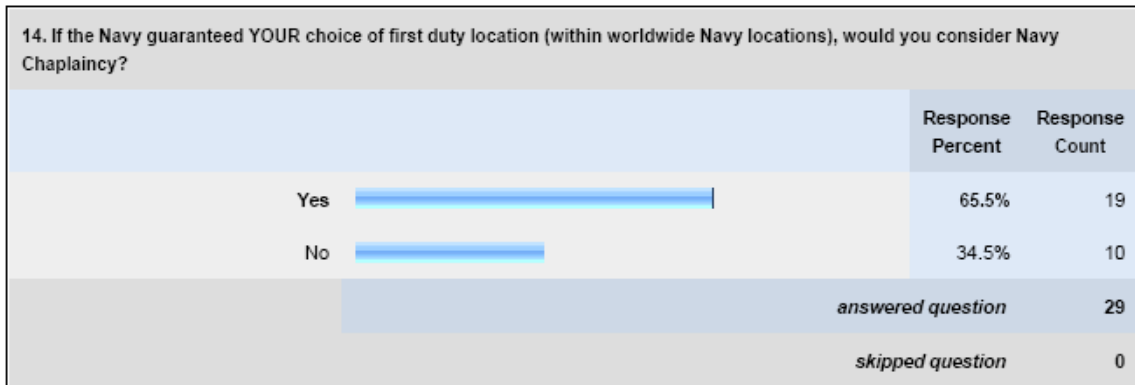 14. If the Navy guaranteed YOUR choice of first duty location (within worldwide Navy locations), would you consider Navy
Chaplaincy?
Response Response
Percent Count
Yes 65.5% 19
No 34.5% 10
answered question 29
skipped question 0